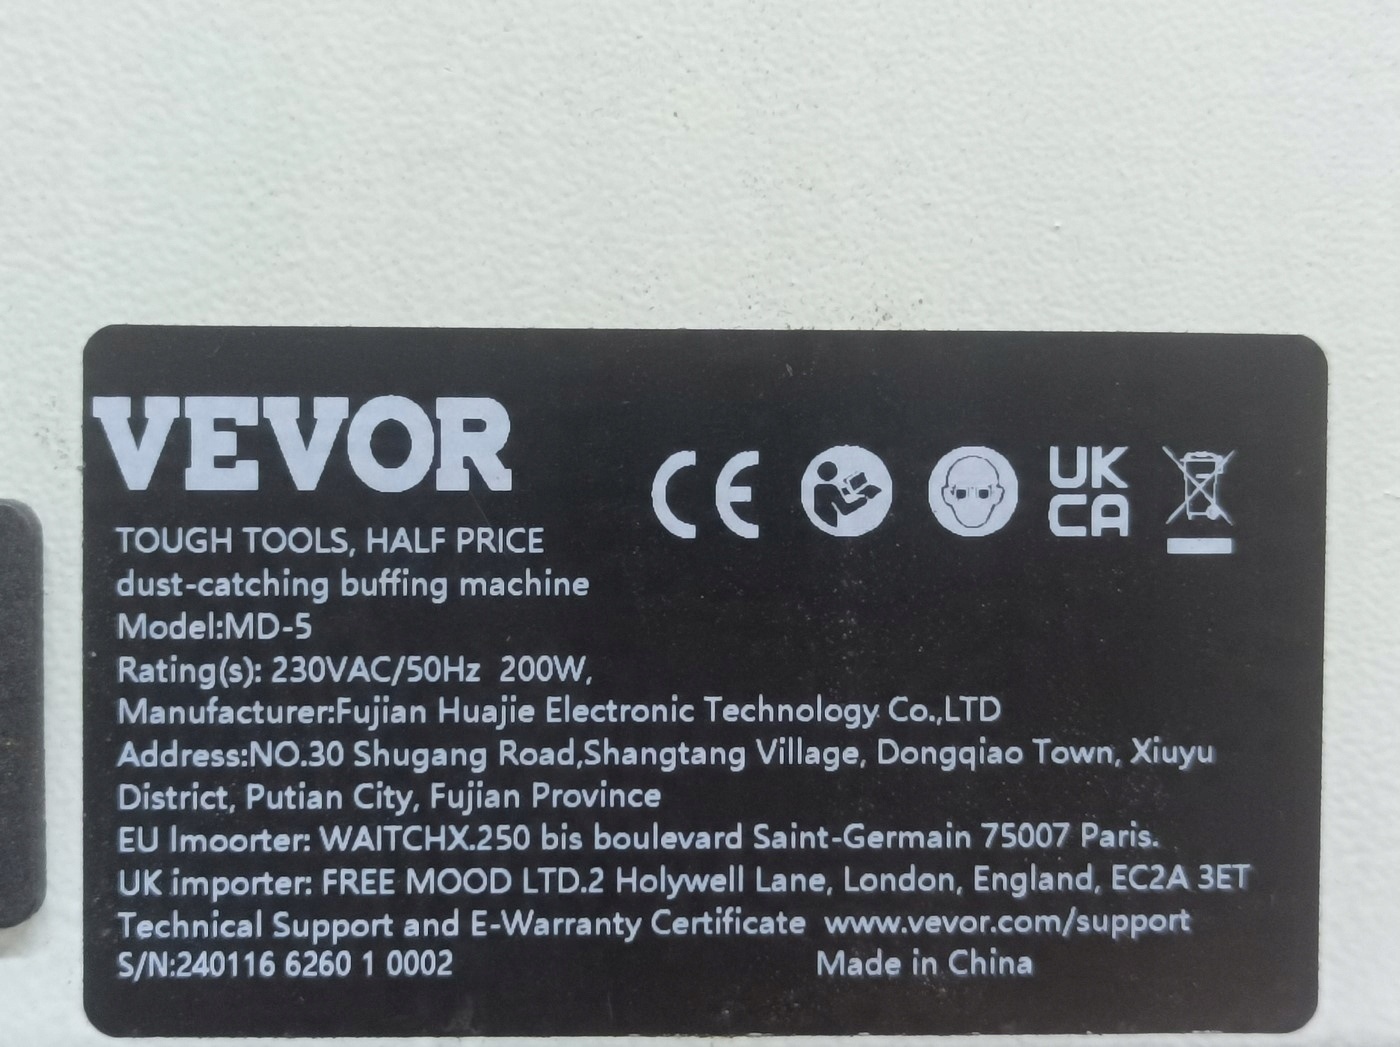 VEVOR
CE
UK
CA
TOUGH TOOLS, HALF PRICE
dust-catching buffing machine
Model:MD-5
Rating(s): 230VAC/50Hz 200W,
Manufacturer:Fujian Huajie Electronic Technology Co.,LTD
Address:NO.30 Shugang Road,Shangtang Village, Dongqiao Town, Xiuyu
District, Putian City, Fujian Province
EU Imoorter: WAITCHX.250 bis boulevard Saint-Germain 75007 Paris.
UK importer: FREE MOOD LTD.2 Holywell Lane, London, England, EC2A 3ET
Technical Support and E-Warranty Certificate www.vevor.com/support
S/N:240116 6260 1 0002 Made in China